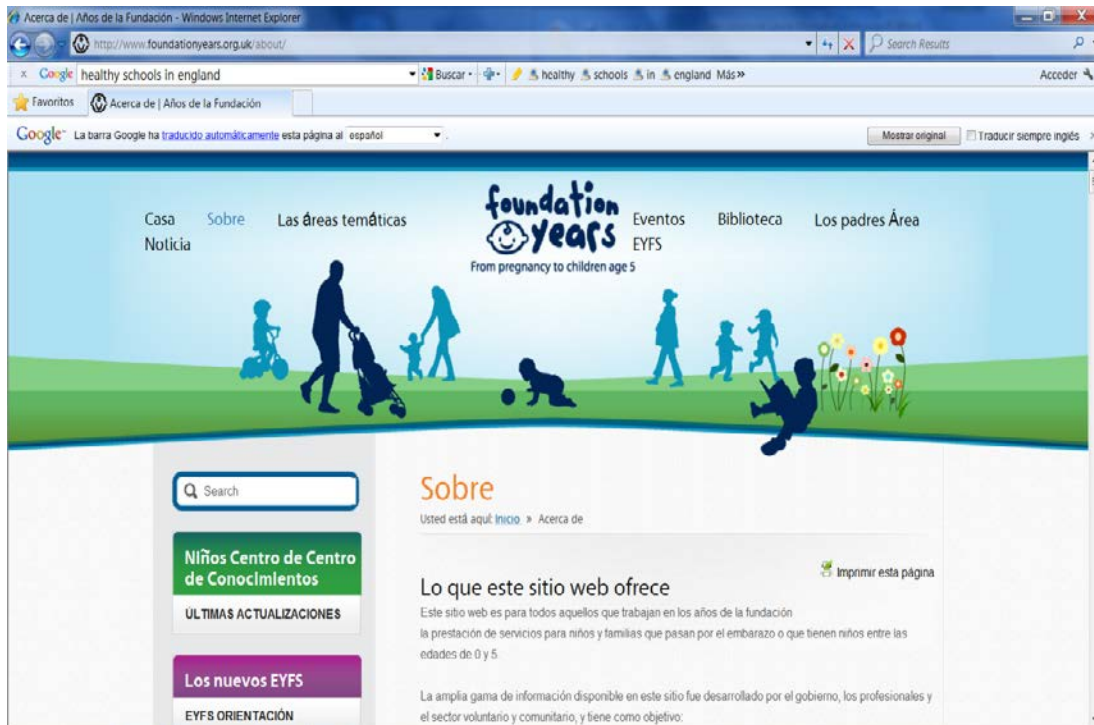 Acerca de | Años de la Fundación - Windows Internet Explorer
http://www.foundationyears.org.uk/about/
Search Results
x Google healthy schools in england Buscar healthy schools in england Más» Acceder
Favoritos Acerca de | Años de la Fundación
Google La barra Google ha traducido automáticamente esta página al español Mostrar original Traducir siempre inglés
foundation years
From pregnancy to children age 5
Casa Sobre Las áreas temáticas Eventos Biblioteca Los padres Área
Noticia EYFS
Search
Sobre
Usted está aquí: Inicio » Acerca de
Niños Centro de Centro
de Conocimientos
ÚLTIMAS ACTUALIZACIONES
Imprimir esta página
Lo que este sitio web ofrece
Este sitio web es para todos aquellos que trabajan en los años de la fundación
la prestación de servicios para niños y familias que pasan por el embarazo o que tienen niños entre las
edades de 0 y 5.
Los nuevos EYFS
EYFS ORIENTACIÓN
La amplia gama de información disponible en este sitio fue desarrollado por el gobierno, los profesionales y
el sector voluntario y comunitario, y tiene como objetivo: